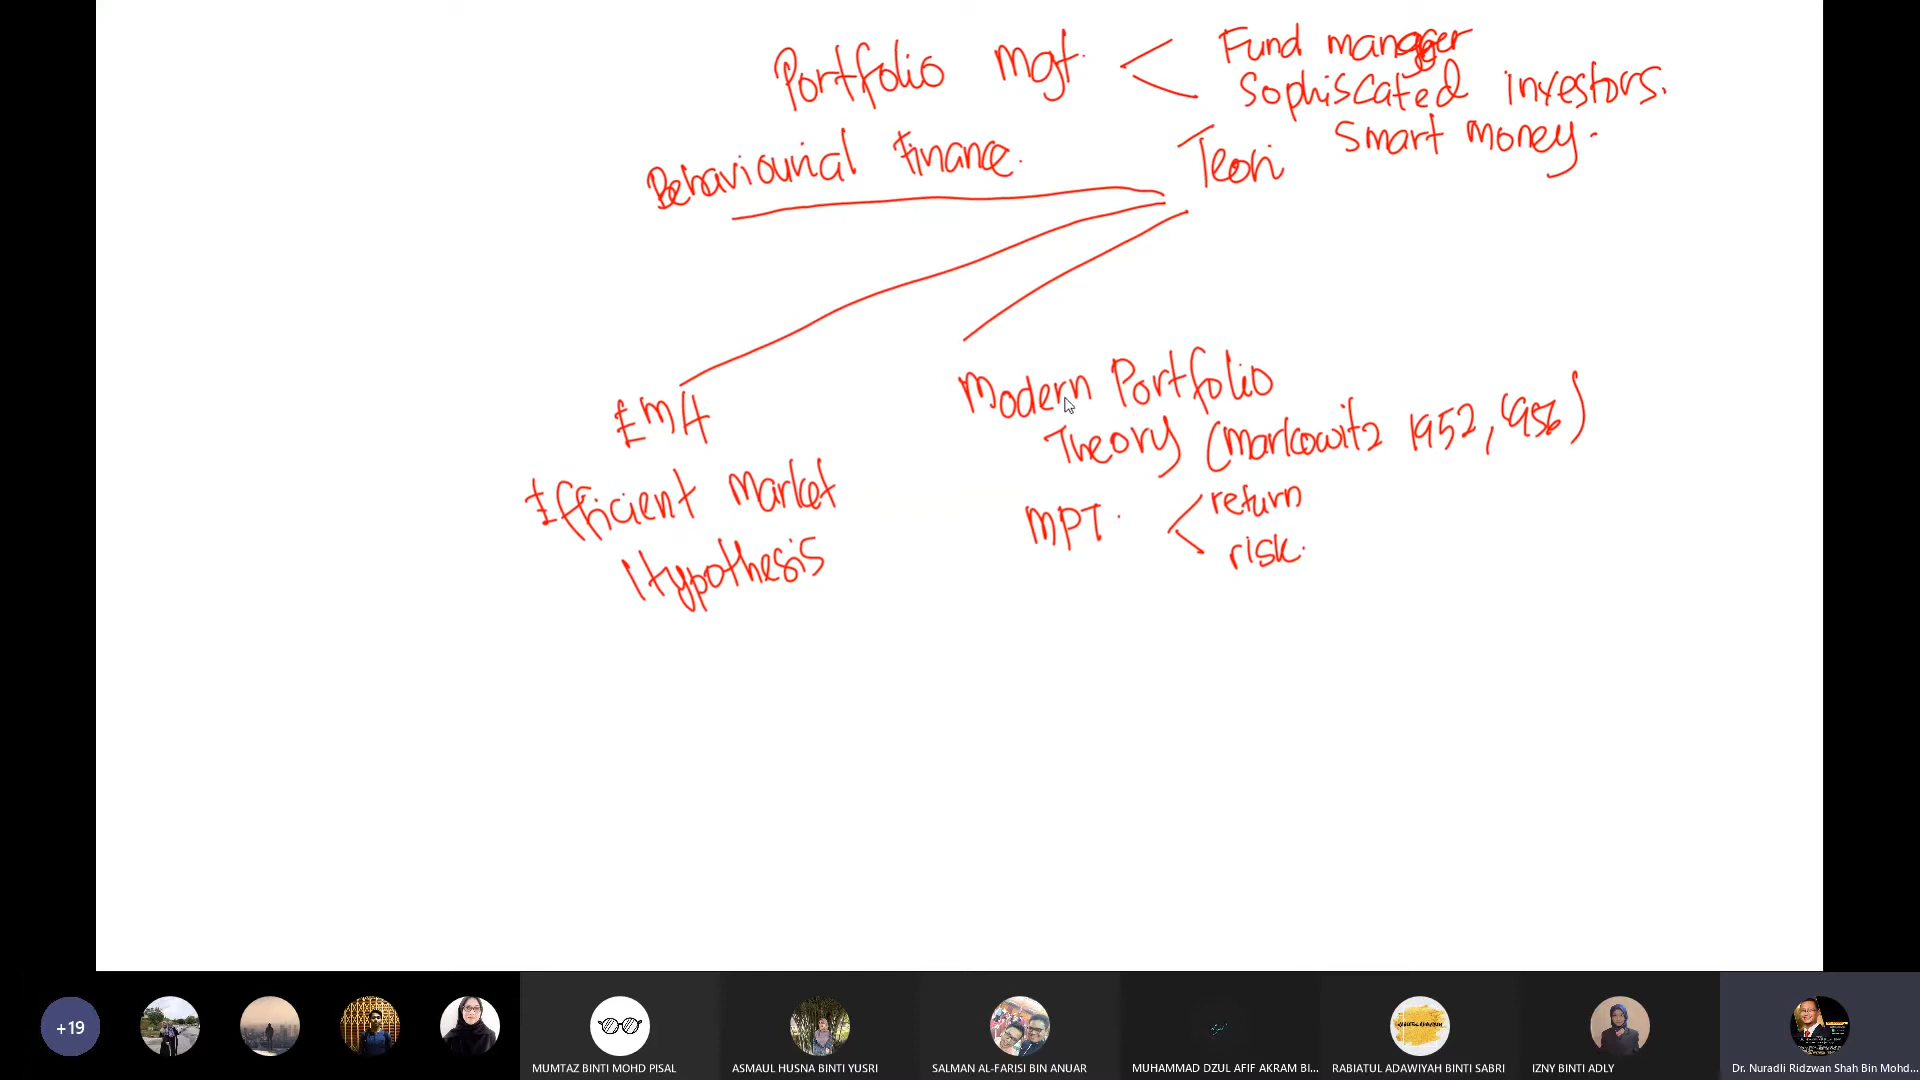 Portfolio Mgt.
Fund manager
Sophiscated investors.
Smart money.
Behaviourial Finance.
Teori
EMH
Efficient Market
Hypothesis
Modern Portfolio
Theory (Markowitz 1952, 1956)
MPT.
return
risk.
+19
MUMTAZ BINTI MOHD PISAL
ASMAUL HUSNA BINTI YUSRI
SALMAN AL-FARISI BIN ANUAR
MUHAMMAD DZUL AFIF AKRAM BI...
RABIATUL ADAWIYAH BINTI SABRI
IZNY BINTI ADLY
Dr. Nuradli Ridzwan Shah Bin Mohd...